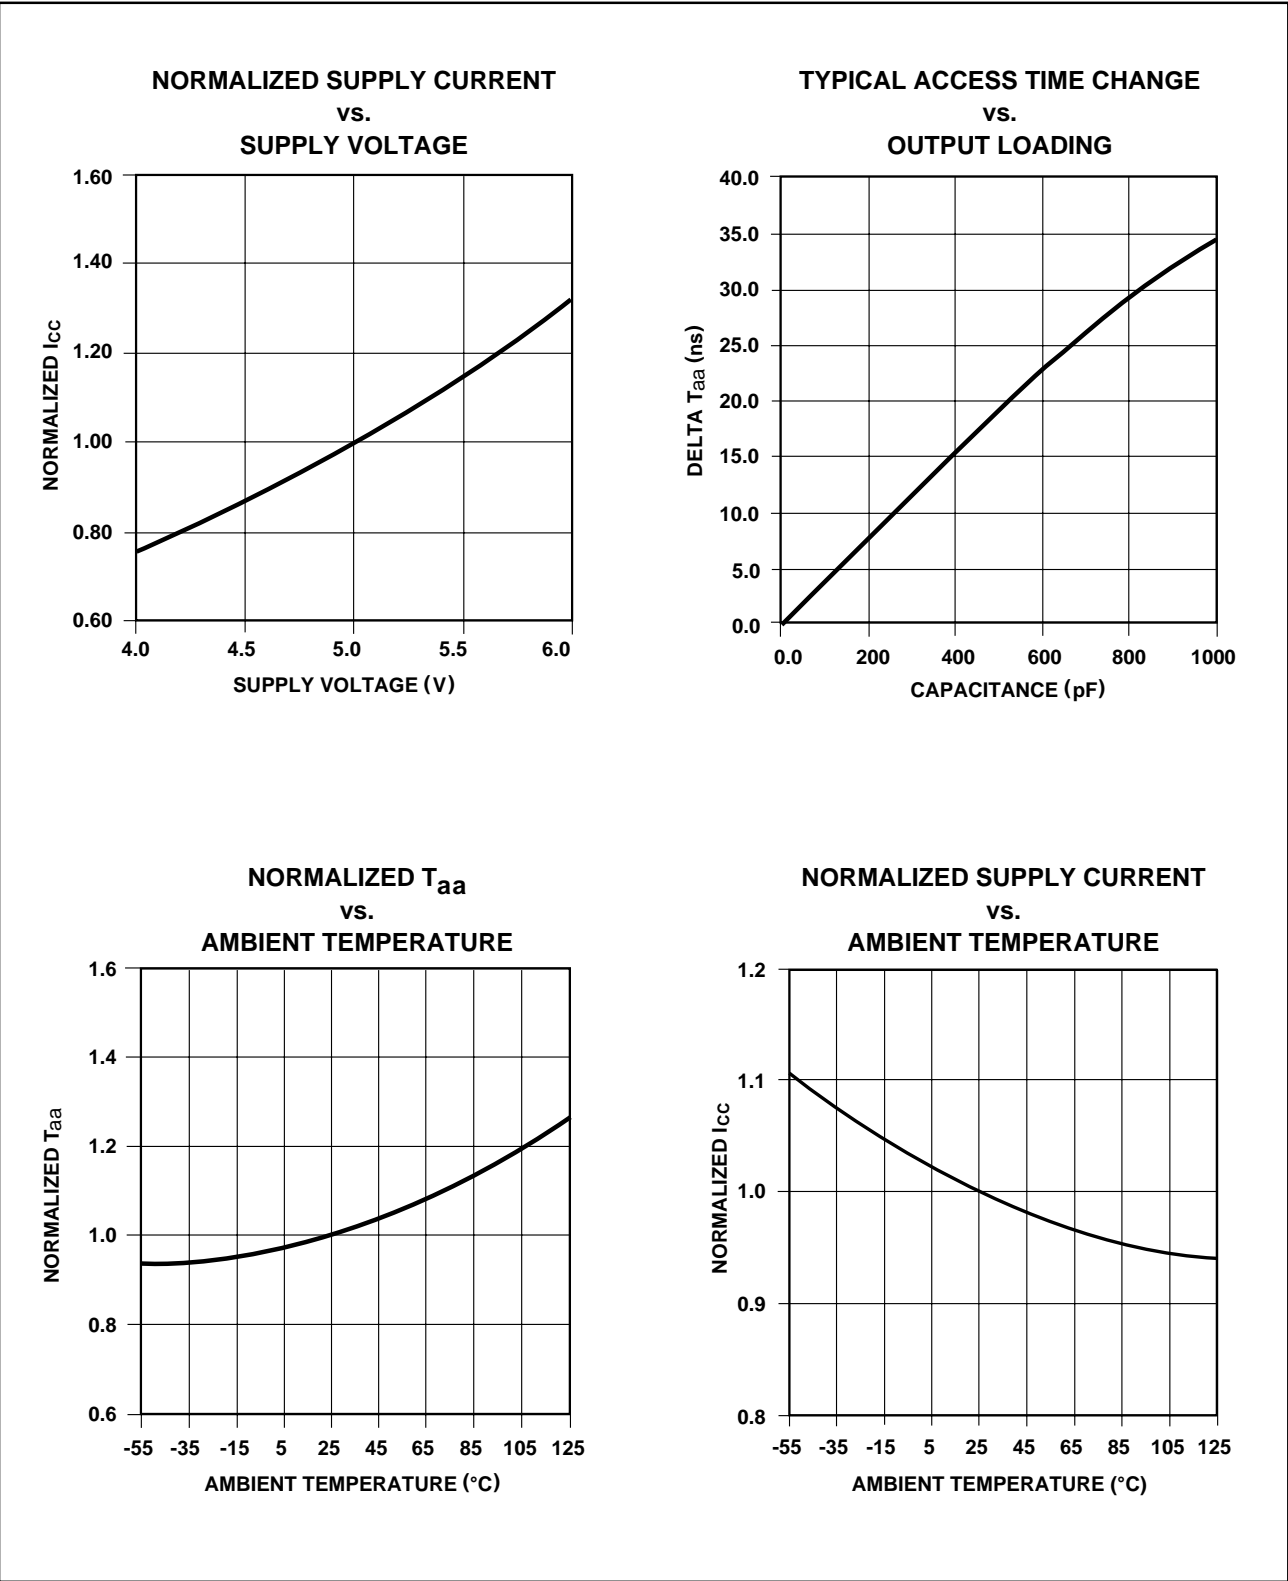 NORMALIZED SUPPLY CURRENT
vs.
SUPPLY VOLTAGE
1.60
1.40
1.20
1.00
0.80
0.60
NORMALIZED Icc
4.0 4.5 5.0 5.5 6.0
SUPPLY VOLTAGE (V)
TYPICAL ACCESS TIME CHANGE
vs.
OUTPUT LOADING
40.0
35.0
30.0
25.0
20.0
15.0
10.0
5.0
0.0
DELTA Taa (ns)
0.0 200 400 600 800 1000
CAPACITANCE (pF)
NORMALIZED Taa
vs.
AMBIENT TEMPERATURE
1.6
1.4
1.2
1.0
0.8
0.6
NORMALIZED Taa
-55 -35 -15 5 25 45 65 85 105 125
AMBIENT TEMPERATURE (°C)
NORMALIZED SUPPLY CURRENT
vs.
AMBIENT TEMPERATURE
1.2
1.1
1.0
0.9
0.8
NORMALIZED Icc
-55 -35 -15 5 25 45 65 85 105 125
AMBIENT TEMPERATURE (°C)